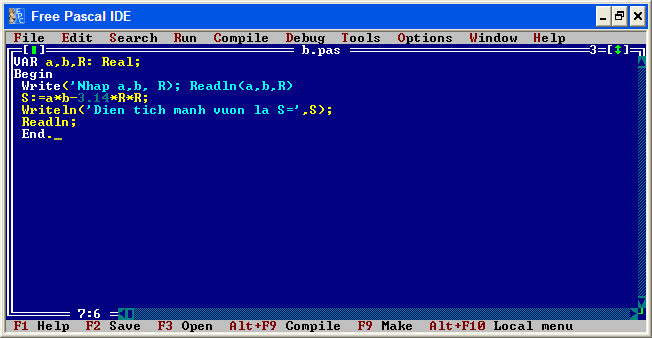 Free Pascal IDE
File Edit Search Run Compile Debug Tools Options Window Help
b.pas 3=[↕]
VAR a,b,R: Real;
Begin
Write('Nhap a,b, R); Readln(a,b,R)
S:=a*b-3.14*R*R;
Writeln('Dien tich manh vuon la S=',S);
Readln;
End._
7:6
F1 Help F2 Save F3 Open Alt+F9 Compile F9 Make Alt+F10 Local menu